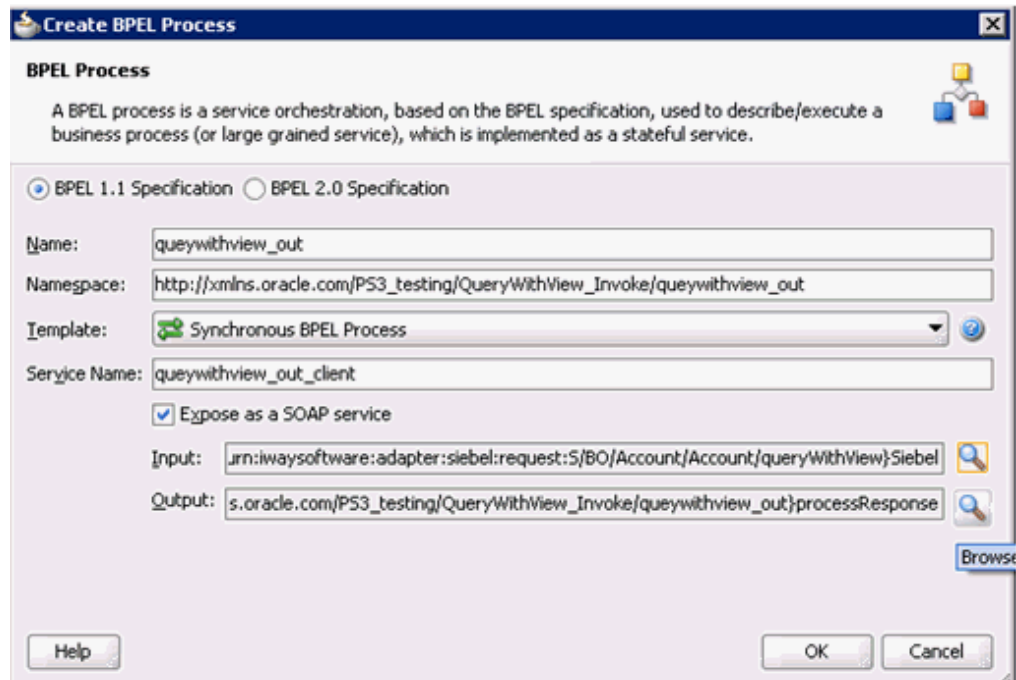 Create BPEL Process
BPEL Process
A BPEL process is a service orchestration, based on the BPEL specification, used to describe/execute a
business process (or large grained service), which is implemented as a stateful service.
BPEL 1.1 Specification BPEL 2.0 Specification
Name: queywithview_out
Namespace: http://xmlns.oracle.com/PS3_testing/QueryWithView_Invoke/queywithview_out
Template: Synchronous BPEL Process
Service Name: queywithview_out_client
Expose as a SOAP service
Input: urn:iwaysoftware:adapter:siebel:request:S/BO/Account/Account/queryWithView}Siebel
Output: s.oracle.com/PS3_testing/QueryWithView_Invoke/queywithview_out}processResponse
Browse
Help OK Cancel